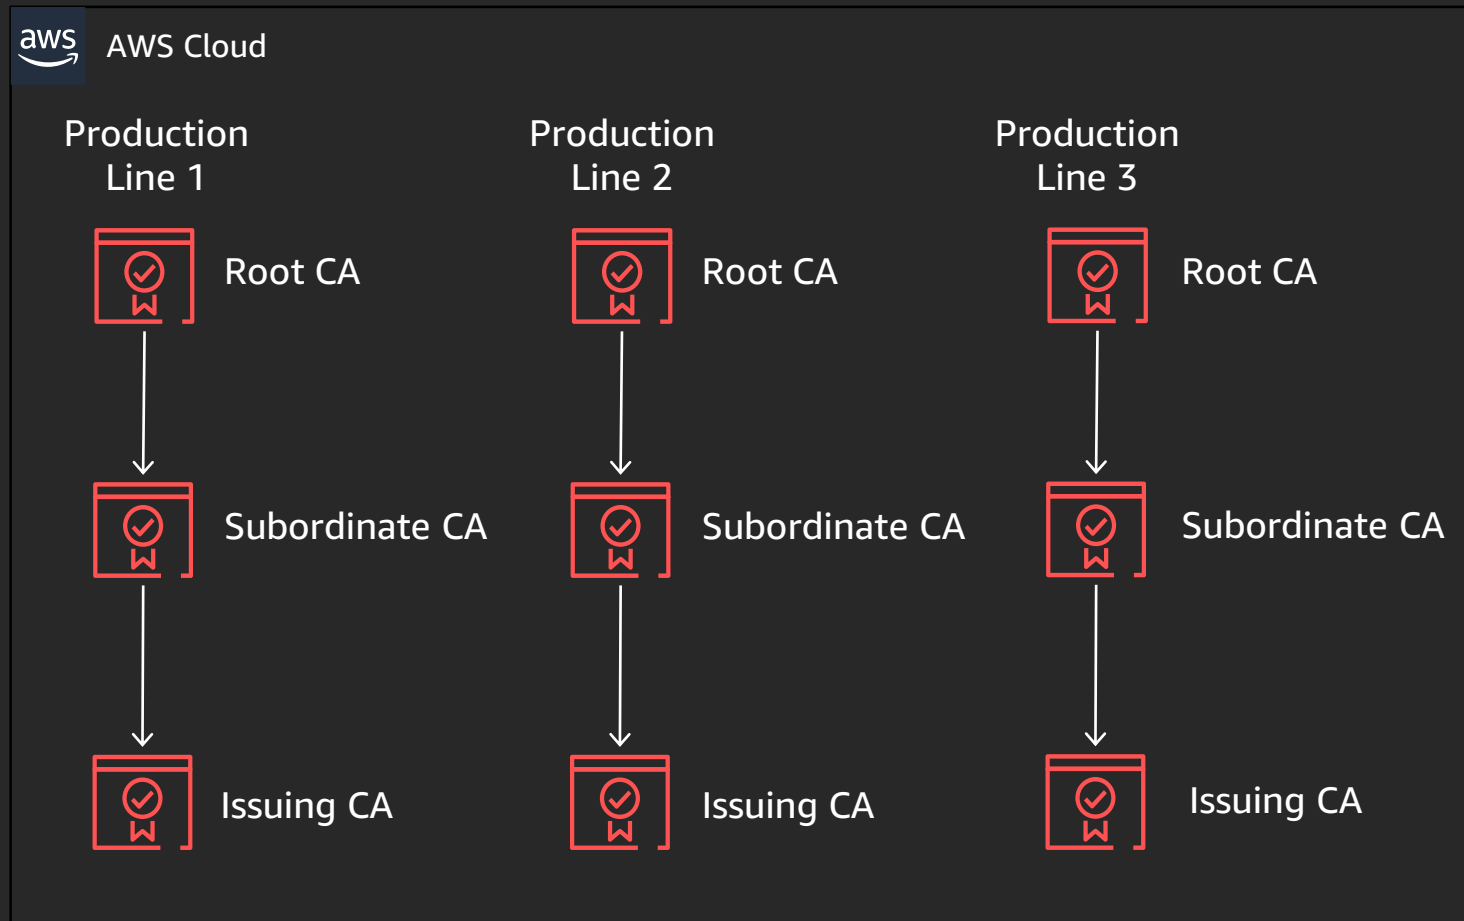 aws
AWS Cloud
Production
Line 1
Production
Line 2
Production
Line 3
Root CA
Root CA
Root CA
Subordinate CA
Subordinate CA
Subordinate CA
Issuing CA
Issuing CA
Issuing CA